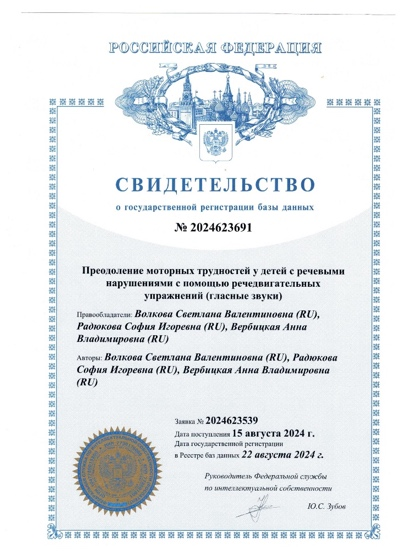 РОССИЙСКАЯ ФЕДЕРАЦИЯ
СВИДЕТЕЛЬСТВО
о государственной регистрации базы данных
№ 2024623691
Преодоление моторных трудностей у детей с речевыми
нарушениями с помощью речедвигательных
упражнений (гласные звуки)
Правообладатели: Волкова Светлана Валентиновна (RU),
Радюкова София Игоревна (RU), Вербицкая Анна
Владимировна (RU)
Авторы: Волкова Светлана Валентиновна (RU), Радюкова
София Игоревна (RU), Вербицкая Анна Владимировна
(RU)
Заявка № 2024623539
Дата поступления 15 августа 2024 г.
Дата государственной регистрации
в Реестре баз данных 22 августа 2024 г.
Руководитель Федеральной службы
по интеллектуальной собственности
Ю.С. Зубов